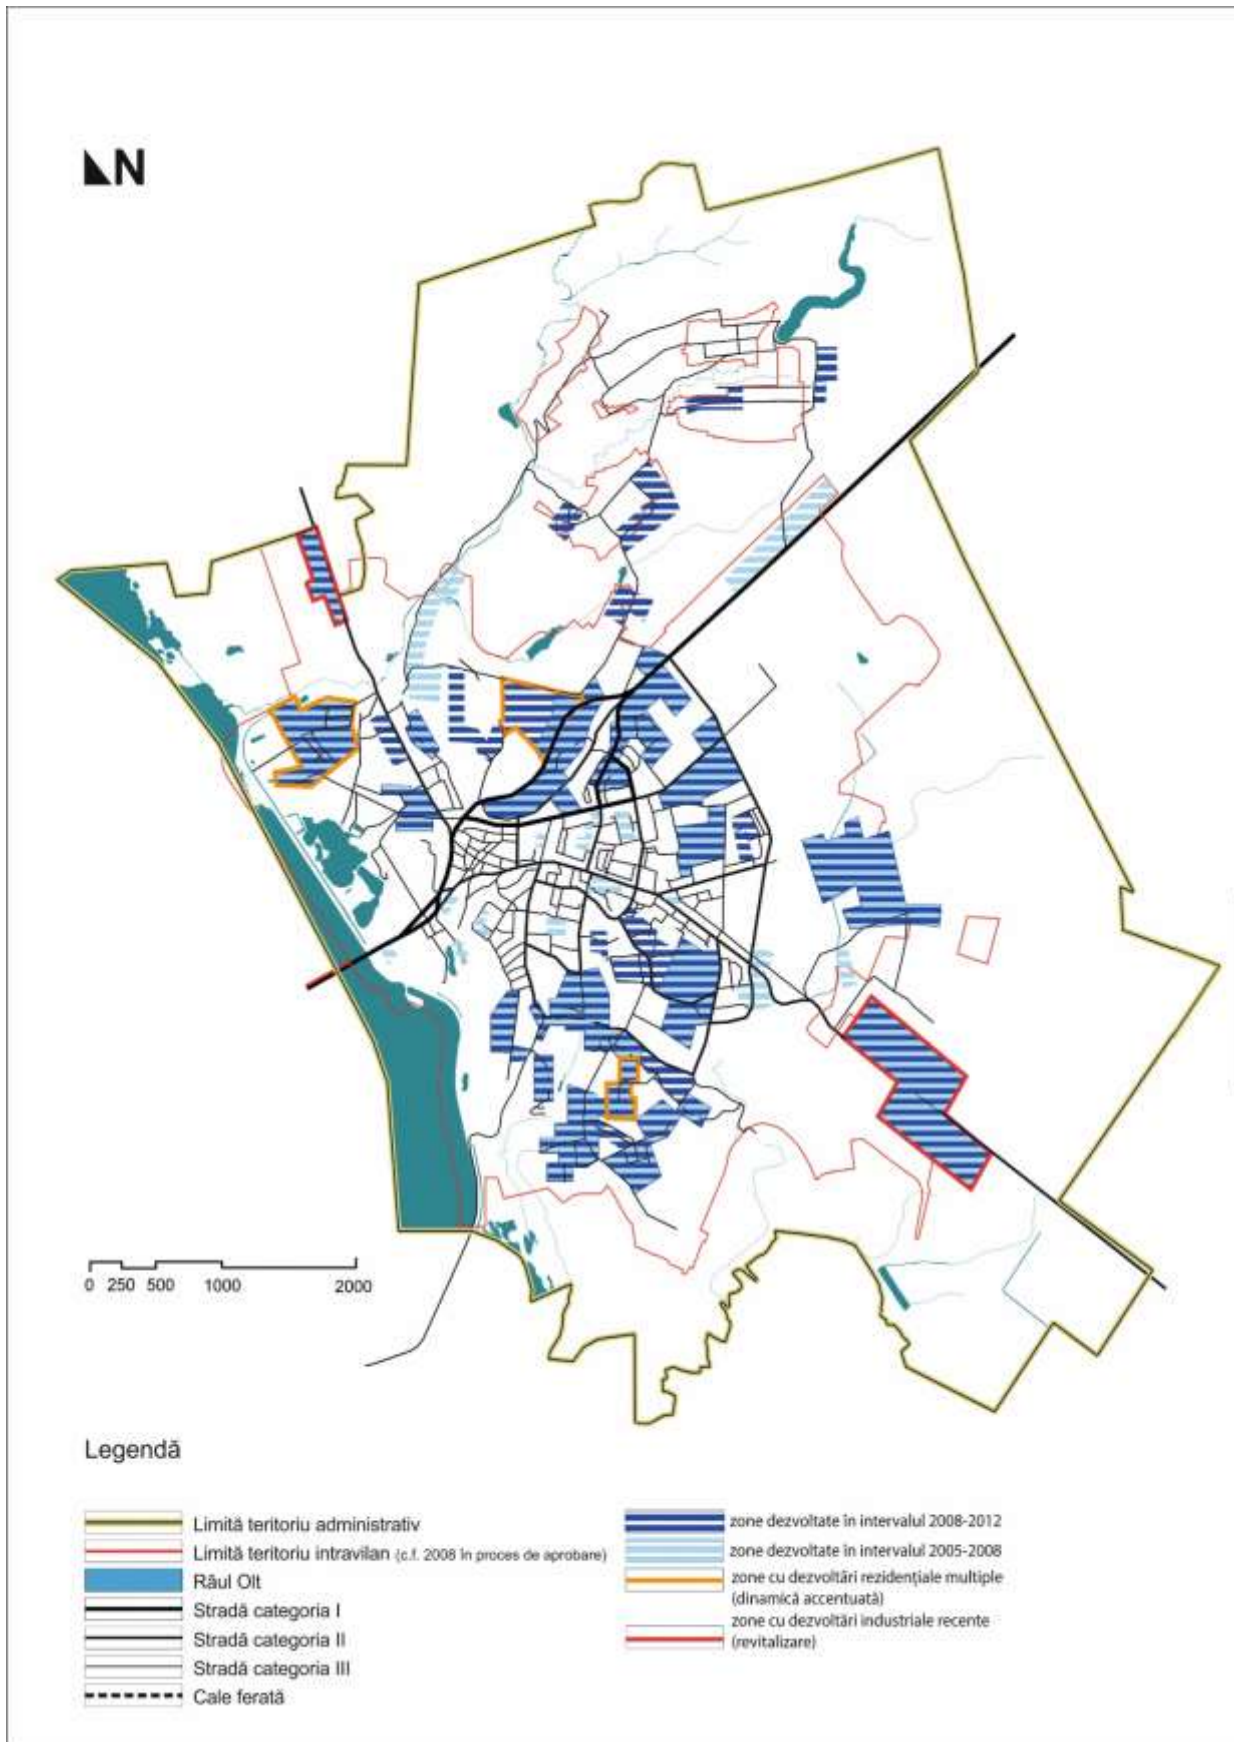 N
0 250 500 1000 2000
Legendă
Limită teritoriu administrativ
Limită teritoriu intravilan (c.f. 2008 în proces de aprobare)
Râul Olt
Stradă categoria I
Stradă categoria II
Stradă categoria III
Cale ferată
zone dezvoltate în intervalul 2008-2012
zone dezvoltate în intervalul 2005-2008
zone cu dezvoltări rezidențiale multiple
(dinamică accentuată)
zone cu dezvoltări industriale recente
(revitalizare)